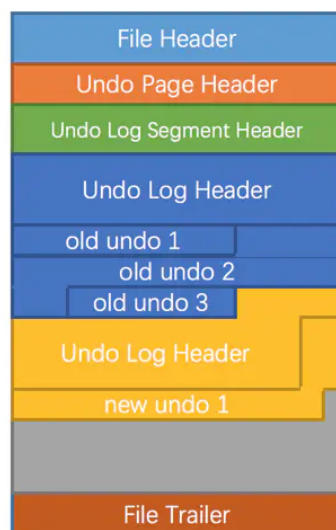 File Header
Undo Page Header
Undo Log Segment Header
Undo Log Header
old undo 1
old undo 2
old undo 3
Undo Log Header
new undo 1
File Trailer